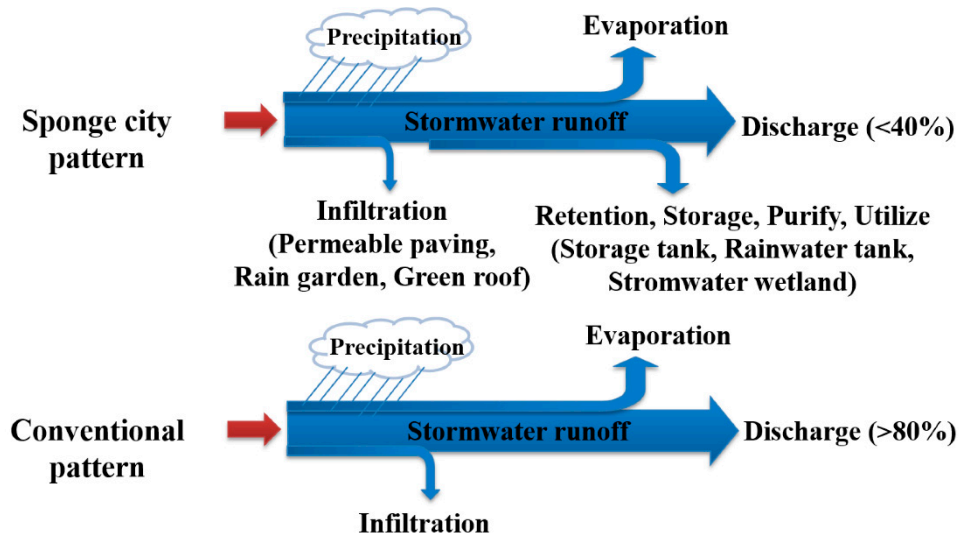 Precipitation
Evaporation
Sponge city
pattern
Stormwater runoff
Discharge (<40%)
Infiltration
(Permeable paving,
Rain garden, Green roof)
Retention, Storage, Purify, Utilize
(Storage tank, Rainwater tank,
Stromwater wetland)
Precipitation
Evaporation
Conventional
pattern
Stormwater runoff
Discharge (>80%)
Infiltration